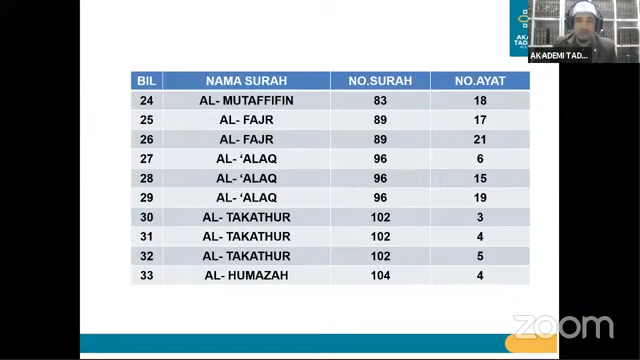 AKADEMI TAD...
BIL NAMA SURAH NO.SURAH NO.AYAT
24 AL- MUTAFFIFIN 83 18
25 AL- FAJR 89 17
26 AL- FAJR 89 21
27 AL- ‘ALAQ 96 6
28 AL- ‘ALAQ 96 15
29 AL- ‘ALAQ 96 19
30 AL- TAKATHUR 102 3
31 AL- TAKATHUR 102 4
32 AL- TAKATHUR 102 5
33 AL- HUMAZAH 104 4
zoom